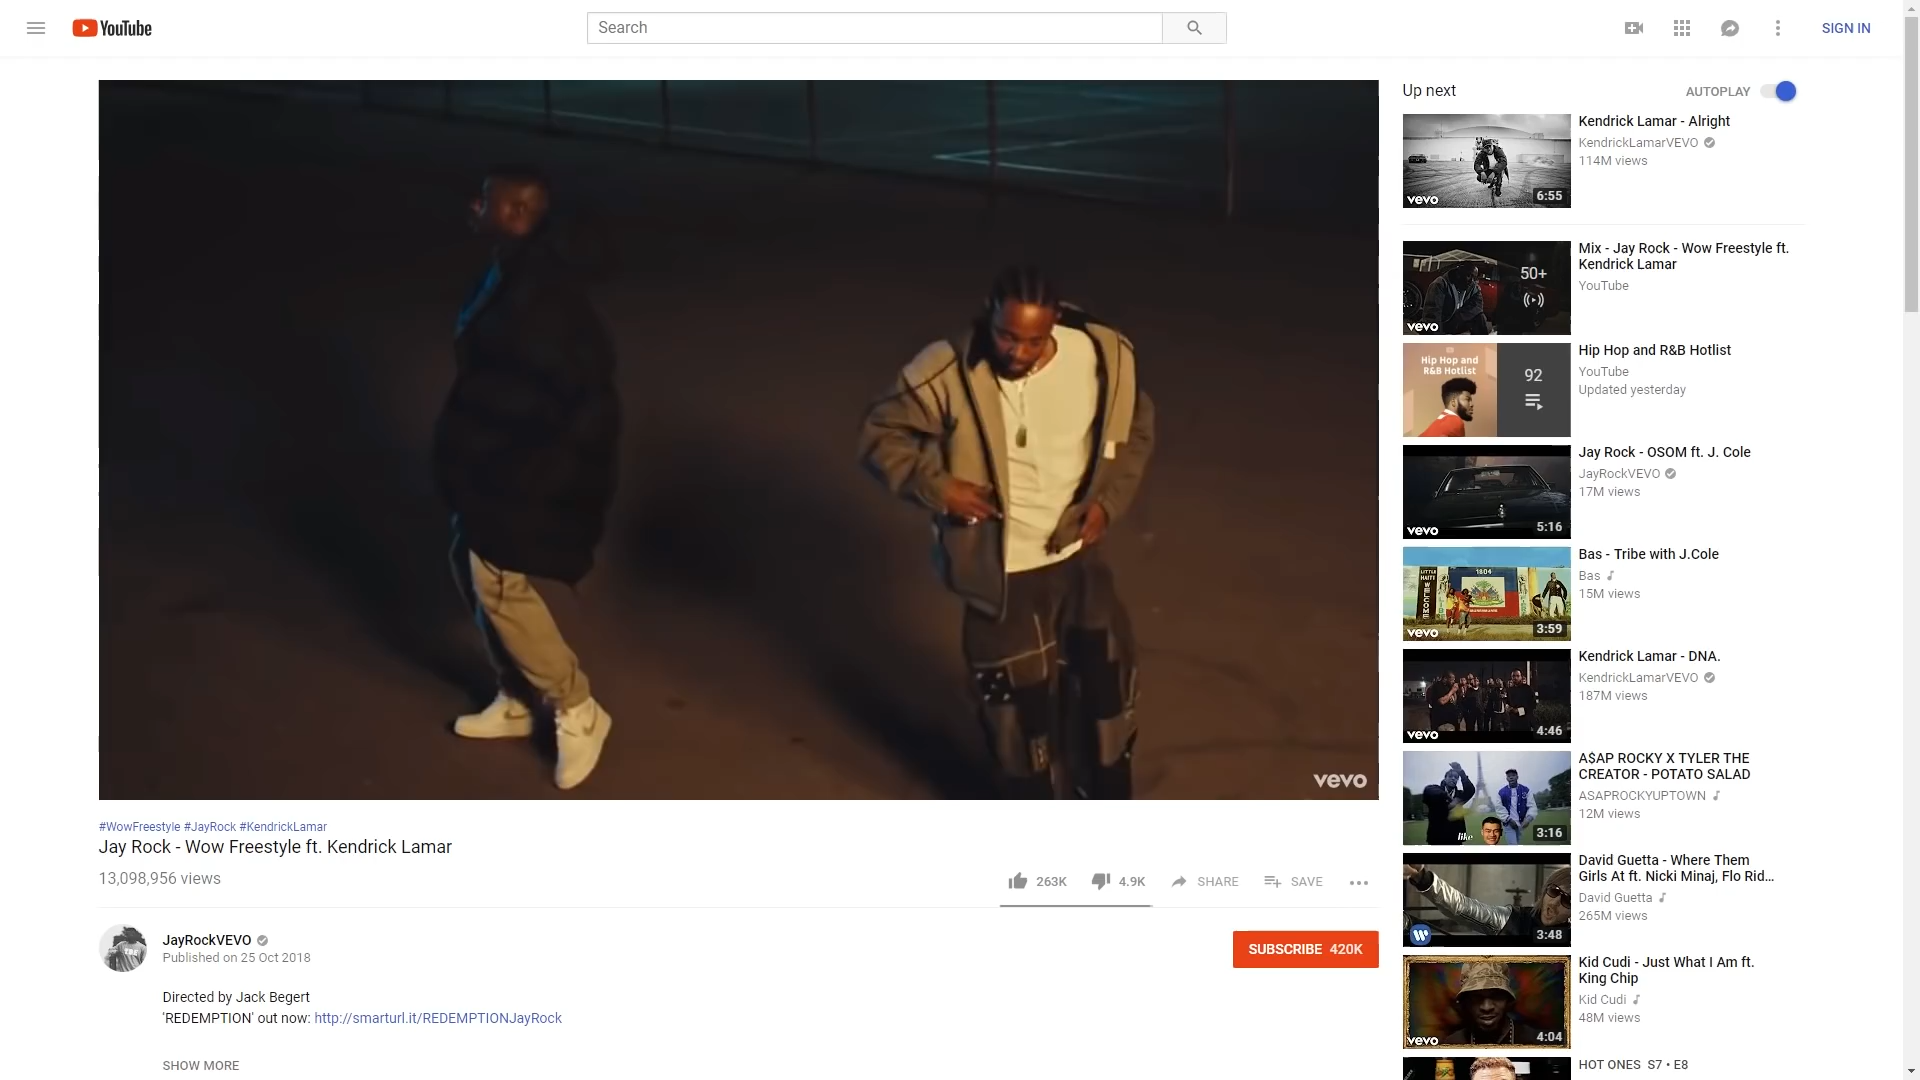 YouTube
Search
SIGN IN
vevo
#WowFreestyle #JayRock #KendrickLamar
Jay Rock - Wow Freestyle ft. Kendrick Lamar
13,098,956 views
263K
4.9K
SHARE
SAVE
JayRockVEVO
Published on 25 Oct 2018
SUBSCRIBE 420K
Directed by Jack Begert
'REDEMPTION' out now: http://smarturl.it/REDEMPTIONJayRock
SHOW MORE
Up next
AUTOPLAY
vevo
6:55
Kendrick Lamar - Alright
KendrickLamarVEVO
114M views
50+
vevo
Mix - Jay Rock - Wow Freestyle ft.
Kendrick Lamar
YouTube
Hip Hop and
R&B Hotlist
92
Hip Hop and R&B Hotlist
YouTube
Updated yesterday
vevo
5:16
Jay Rock - OSOM ft. J. Cole
JayRockVEVO
17M views
LITTLE
HAITI
WELCOME
1804
vevo
3:59
Bas - Tribe with J.Cole
Bas
15M views
vevo
4:46
Kendrick Lamar - DNA.
KendrickLamarVEVO
187M views
like
3:16
A$AP ROCKY X TYLER THE
CREATOR - POTATO SALAD
ASAPROCKYUPTOWN
12M views
3:48
David Guetta - Where Them
Girls At ft. Nicki Minaj, Flo Rid...
David Guetta
265M views
vevo
4:04
Kid Cudi - Just What I Am ft.
King Chip
Kid Cudi
48M views
HOT ONES S7 • E8